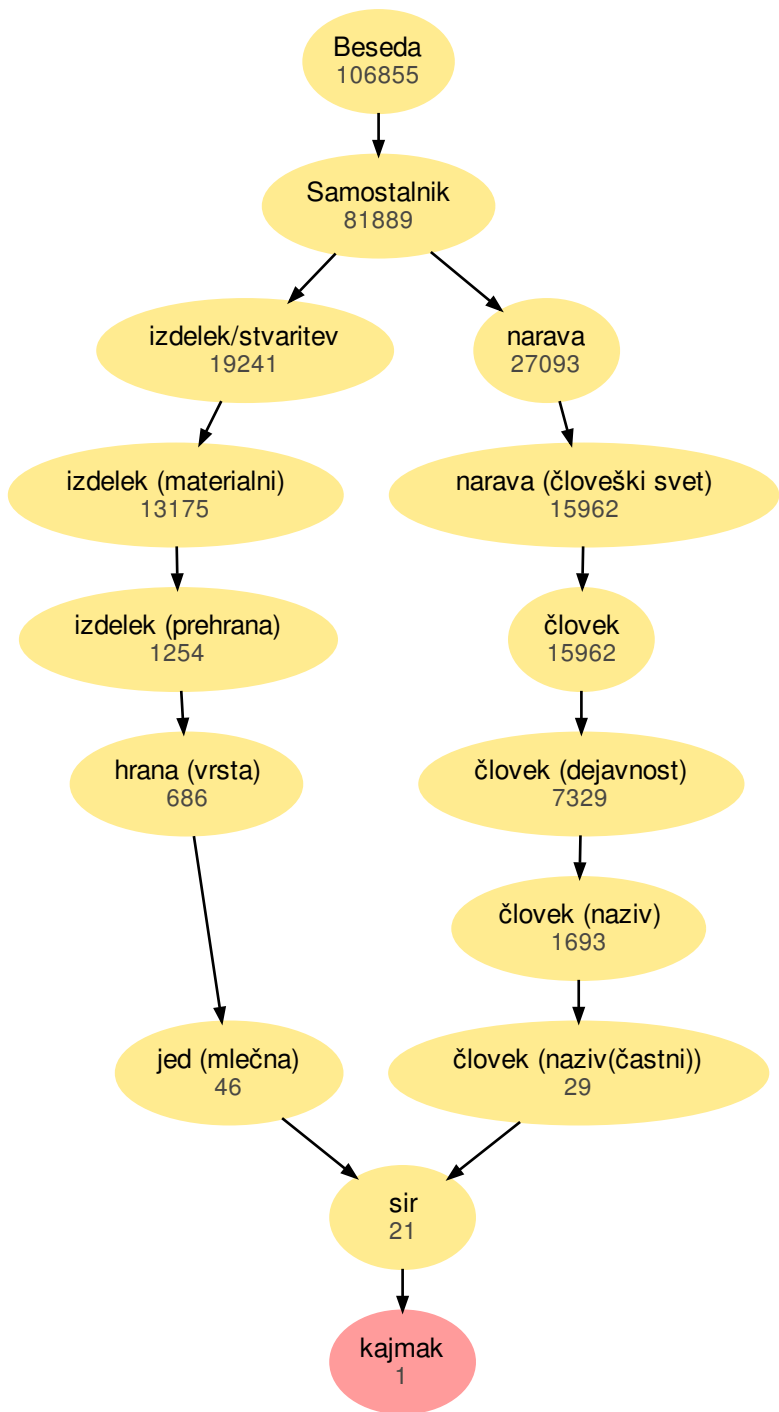 Beseda
106855
Samostalnik
81889
izdelek/stvaritev
19241
narava
27093
izdelek (materialni)
13175
narava (človeški svet)
15962
izdelek (prehrana)
1254
človek
15962
hrana (vrsta)
686
človek (dejavnost)
7329
človek (naziv)
1693
jed (mlečna)
46
človek (naziv(častni))
29
sir
21
kajmak
1